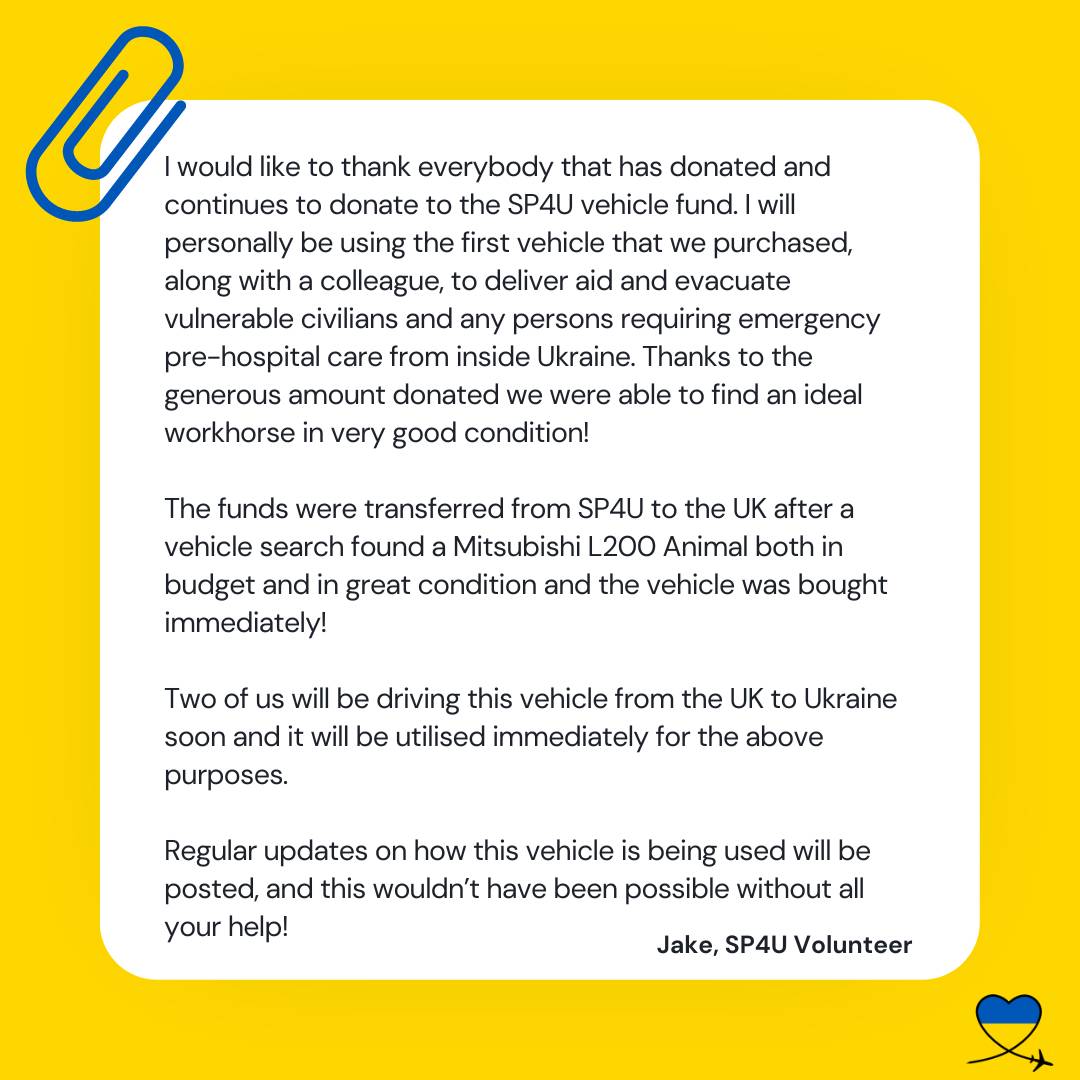 I would like to thank everybody that has donated and
continues to donate to the SP4U vehicle fund. I will
personally be using the first vehicle that we purchased,
along with a colleague, to deliver aid and evacuate
vulnerable civilians and any persons requiring emergency
pre-hospital care from inside Ukraine. Thanks to the
generous amount donated we were able to find an ideal
workhorse in very good condition!
The funds were transferred from SP4U to the UK after a
vehicle search found a Mitsubishi L200 Animal both in
budget and in great condition and the vehicle was bought
immediately!
Two of us will be driving this vehicle from the UK to Ukraine
soon and it will be utilised immediately for the above
purposes.
Regular updates on how this vehicle is being used will be
posted, and this wouldn’t have been possible without all
your help!
Jake, SP4U Volunteer